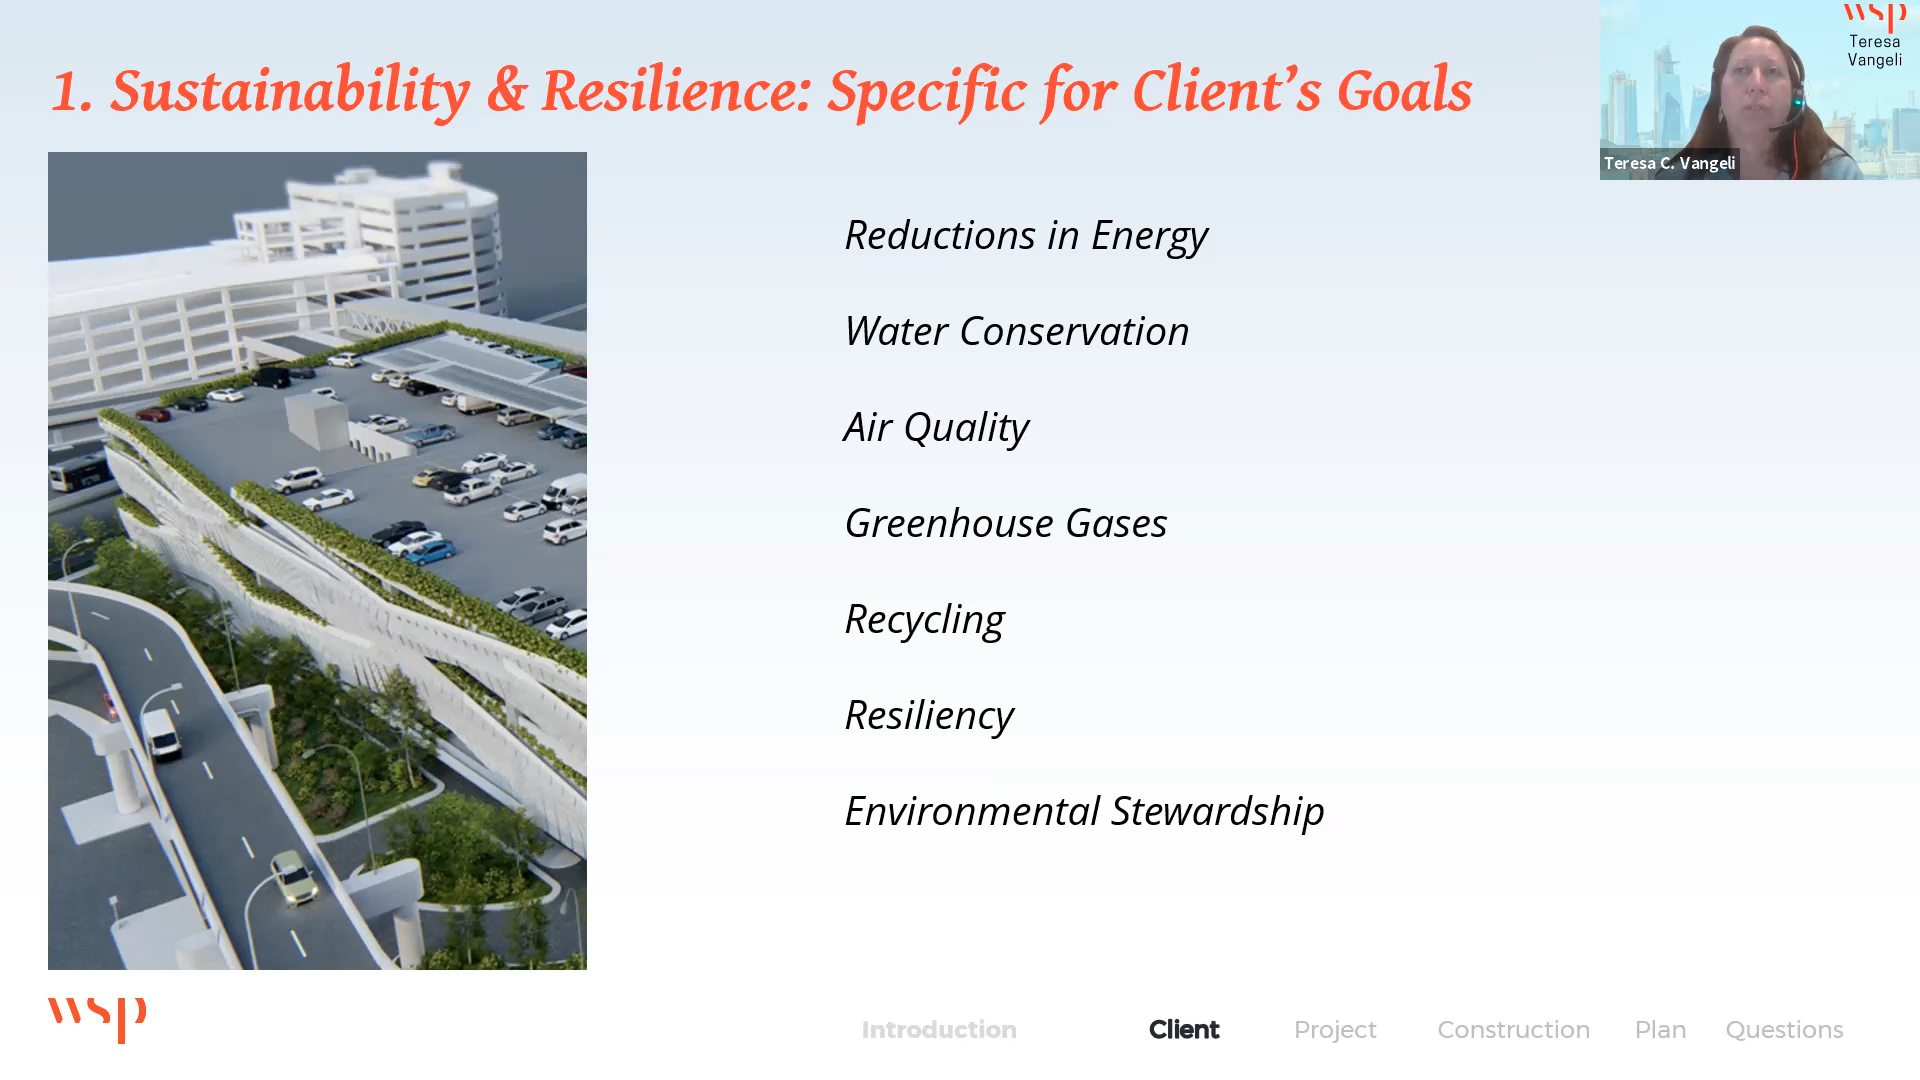 1. Sustainability & Resilience: Specific for Client’s Goals
wsp
Teresa
Vangeli
Teresa C. Vangeli
Reductions in Energy
Water Conservation
Air Quality
Greenhouse Gases
Recycling
Resiliency
Environmental Stewardship
wsp
Introduction
Client
Project
Construction
Plan
Questions